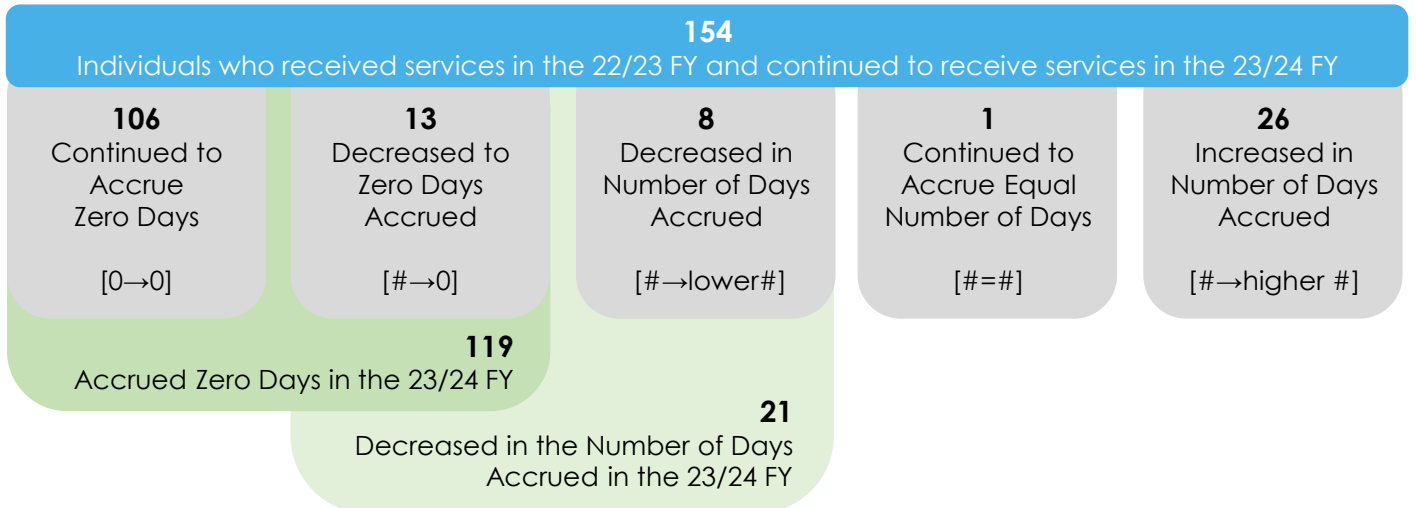 154
Individuals who received services in the 22/23 FY and continued to receive services in the 23/24 FY
106
Continued to
Accrue
Zero Days
[0→0]
13
Decreased to
Zero Days
Accrued
[#→0]
8
Decreased in
Number of Days
Accrued
[#→lower#]
1
Continued to
Accrue Equal
Number of Days
[#=#]
26
Increased in
Number of Days
Accrued
[#→higher #]
119
Accrued Zero Days in the 23/24 FY
21
Decreased in the Number of Days
Accrued in the 23/24 FY